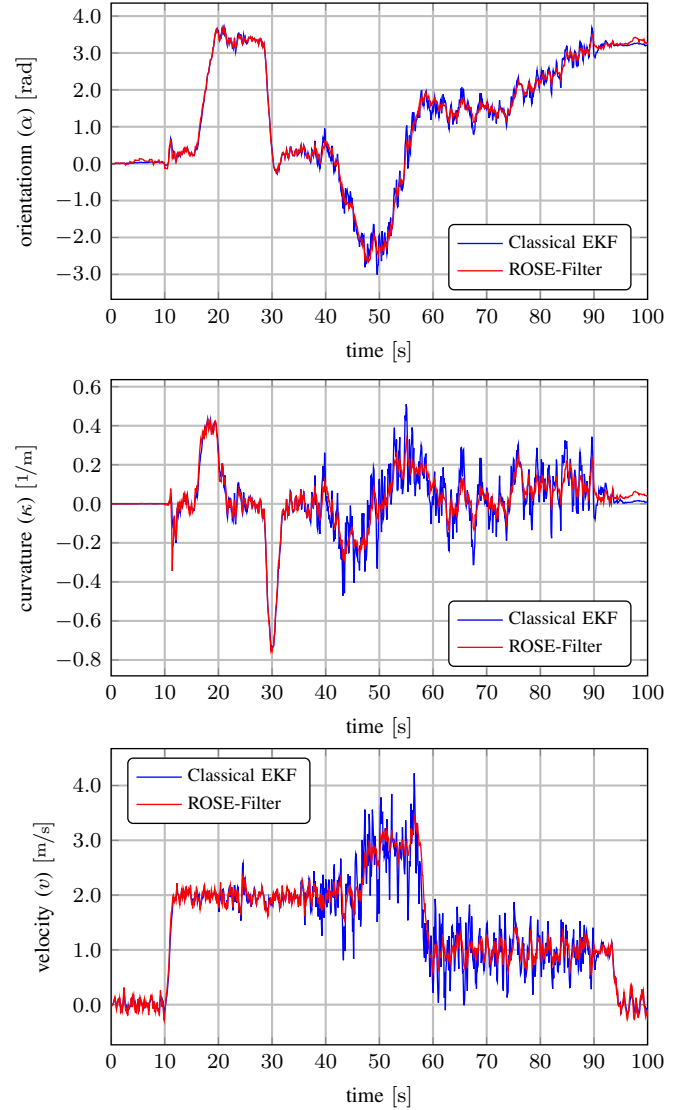 4.0
3.0
2.0
1.0
0.0
−1.0
−2.0
−3.0
orientationn (α) [rad]
Classical EKF
ROSE-Filter
0 10 20 30 40 50 60 70 80 90 100
time [s]
0.6
0.4
0.2
0.0
−0.2
−0.4
−0.6
−0.8
curvature (κ) [1/m]
Classical EKF
ROSE-Filter
0 10 20 30 40 50 60 70 80 90 100
time [s]
Classical EKF
ROSE-Filter
4.0
3.0
2.0
1.0
0.0
velocity (v) [m/s]
0 10 20 30 40 50 60 70 80 90 100
time [s]